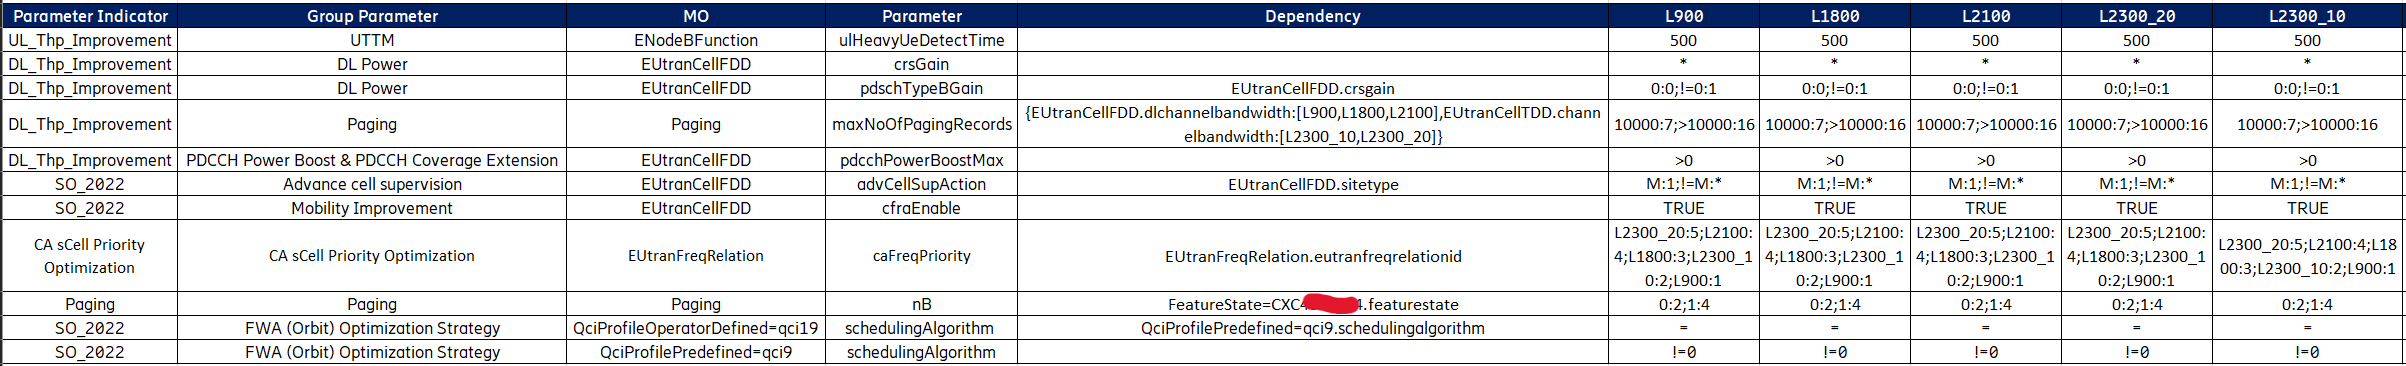 Parameter Indicator Group Parameter MO Parameter Dependency L900 L1800 L2100 L2300_20 L2300_10
UL_Thp_Improvement UTTM ENodeBFunction ulHeavyUeDetectTime 500 500 500 500 500
DL_Thp_Improvement DL Power EUtranCellFDD crsGain * * * * *
DL_Thp_Improvement DL Power EUtranCellFDD pdschTypeBGain EUtranCellFDD.crsgain 0:0;!=0:1 0:0;!=0:1 0:0;!=0:1 0:0;!=0:1 0:0;!=0:1
DL_Thp_Improvement Paging Paging maxNoOfPagingRecords
{EUtranCellFDD.dlchannelbandwidth:[L900,L1800,L2100],EUtranCellTDD.chann
elbandwidth:[L2300_10,L2300_20]}
10000:7;>10000:16 10000:7;>10000:16 10000:7;>10000:16 10000:7;>10000:16 10000:7;>10000:16
DL_Thp_Improvement PDCCH Power Boost & PDCCH Coverage Extension EUtranCellFDD pdcchPowerBoostMax >0 >0 >0 >0 >0
SO_2022 Advance cell supervision EUtranCellFDD advCellSupAction EUtranCellFDD.sitetype M:1;!=M:* M:1;!=M:* M:1;!=M:* M:1;!=M:* M:1;!=M:*
SO_2022 Mobility Improvement EUtranCellFDD cfraEnable TRUE TRUE TRUE TRUE TRUE
CA sCell Priority
Optimization
CA sCell Priority Optimization EUtranFreqRelation caFreqPriority EUtranFreqRelation.eutranfreqrelationid
L2300_20:5;L2100:
4;L1800:3;L2300_1
0:2;L900:1
L2300_20:5;L2100:
4;L1800:3;L2300_1
0:2;L900:1
L2300_20:5;L2100:
4;L1800:3;L2300_1
0:2;L900:1
L2300_20:5;L2100:
4;L1800:3;L2300_1
0:2;L900:1
L2300_20:5;L2100:4;L18
00:3;L2300_10:2;L900:1
Paging Paging Paging nB FeatureState=CXC4 4.featurestate 0:2;1:4 0:2;1:4 0:2;1:4 0:2;1:4 0:2;1:4
SO_2022 FWA (Orbit) Optimization Strategy QciProfileOperatorDefined=qci19 schedulingAlgorithm QciProfilePredefined=qci9.schedulingalgorithm = = = = =
SO_2022 FWA (Orbit) Optimization Strategy QciProfilePredefined=qci9 schedulingAlgorithm !=0 !=0 !=0 !=0 !=0